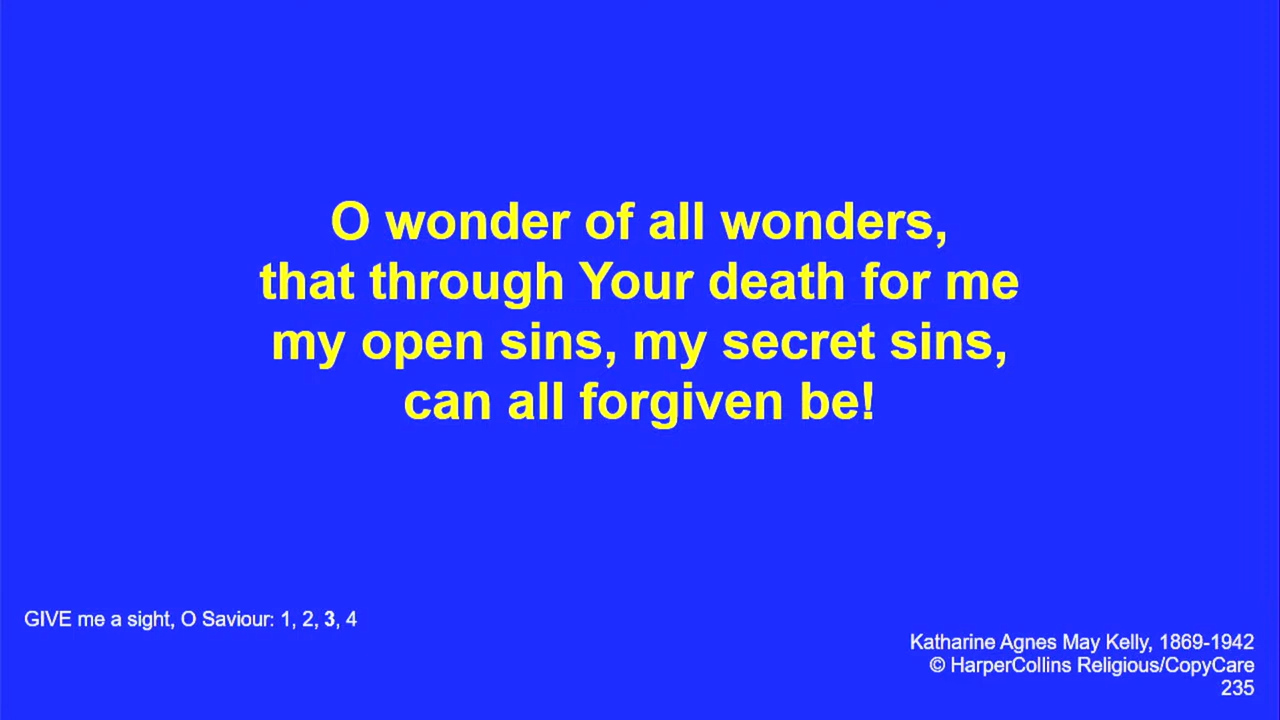 O wonder of all wonders,
that through Your death for me
my open sins, my secret sins,
can all forgiven be!
GIVE me a sight, O Saviour: 1, 2, 3, 4
Katharine Agnes May Kelly, 1869-1942
© HarperCollins Religious/CopyCare
235